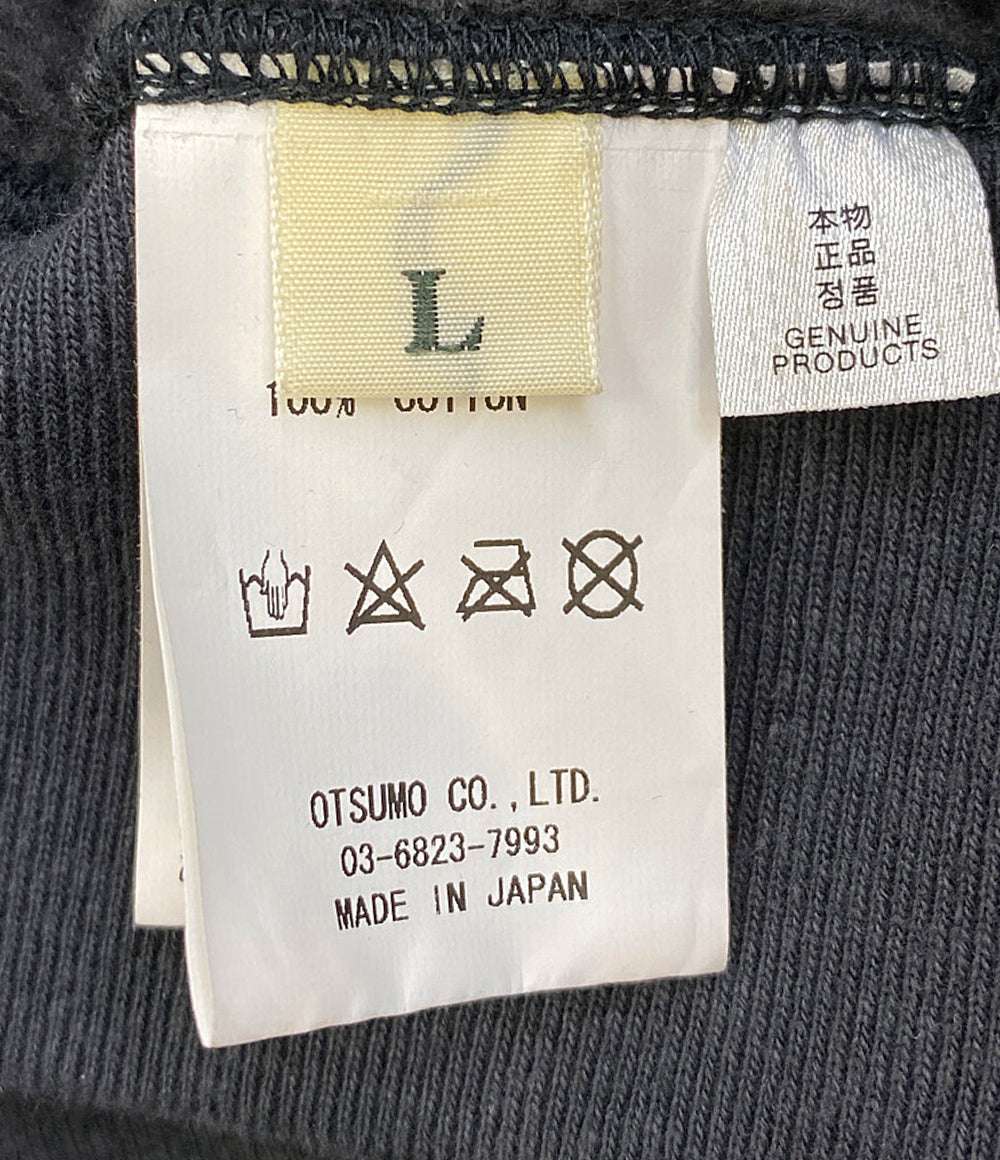 L
本物
正品
정품
GENUINE
PRODUCTS
100% COTTON
OTSUMO CO.,LTD.
03-6823-7993
MADE IN JAPAN